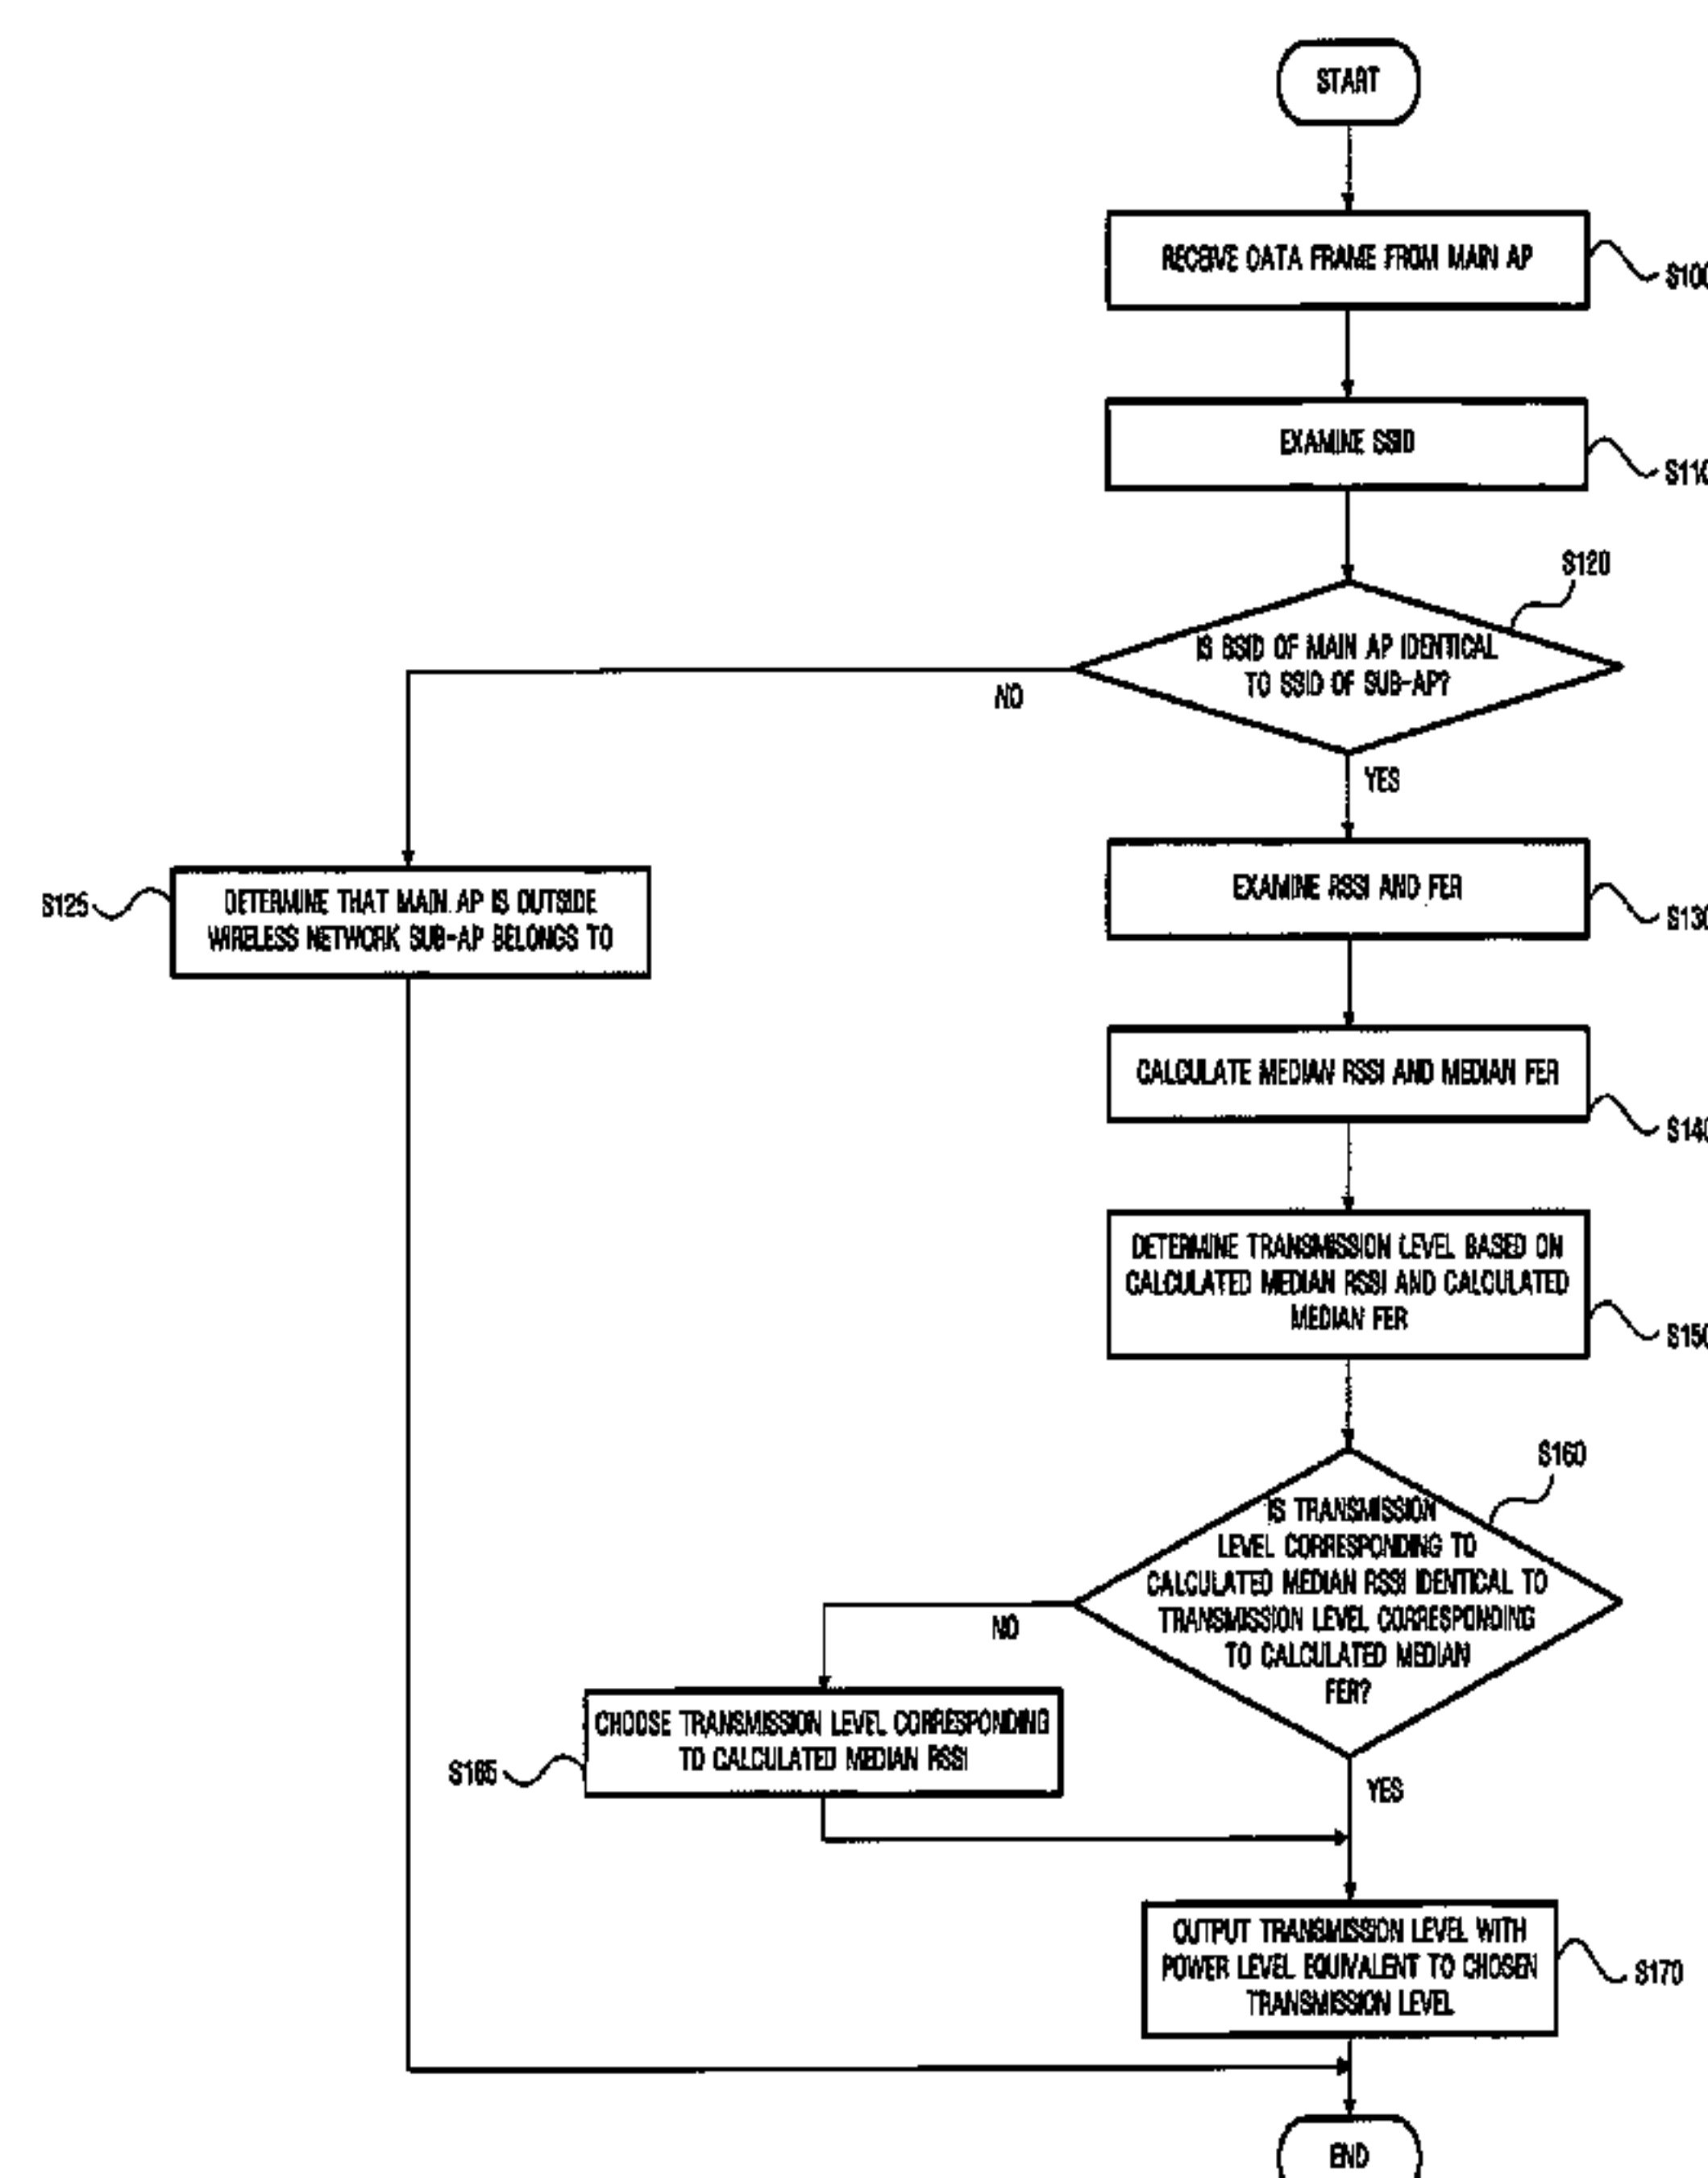 START
RECEIVE DATA FRAME FROM MAIN AP
S100
EXAMINE SSID
S110
S120
IS SSID OF MAIN AP IDENTICAL
TO SSID OF SUB-AP?
NO
YES
S125
DETERMINE THAT MAIN AP IS OUTSIDE
WIRELESS NETWORK SUB-AP BELONGS TO
EXAMINE RSSI AND FER
S130
CALCULATE MEDIAN RSSI AND MEDIAN FER
S140
DETERMINE TRANSMISSION LEVEL BASED ON
CALCULATED MEDIAN RSSI AND CALCULATED
MEDIAN FER
S150
S160
IS TRANSMISSION
LEVEL CORRESPONDING TO
CALCULATED MEDIAN RSSI IDENTICAL TO
TRANSMISSION LEVEL CORRESPONDING
TO CALCULATED MEDIAN
FER?
NO
CHOOSE TRANSMISSION LEVEL CORRESPONDING
TO CALCULATED MEDIAN RSSI
S165
YES
OUTPUT TRANSMISSION LEVEL WITH
POWER LEVEL EQUIVALENT TO CHOSEN
TRANSMISSION LEVEL
S170
END